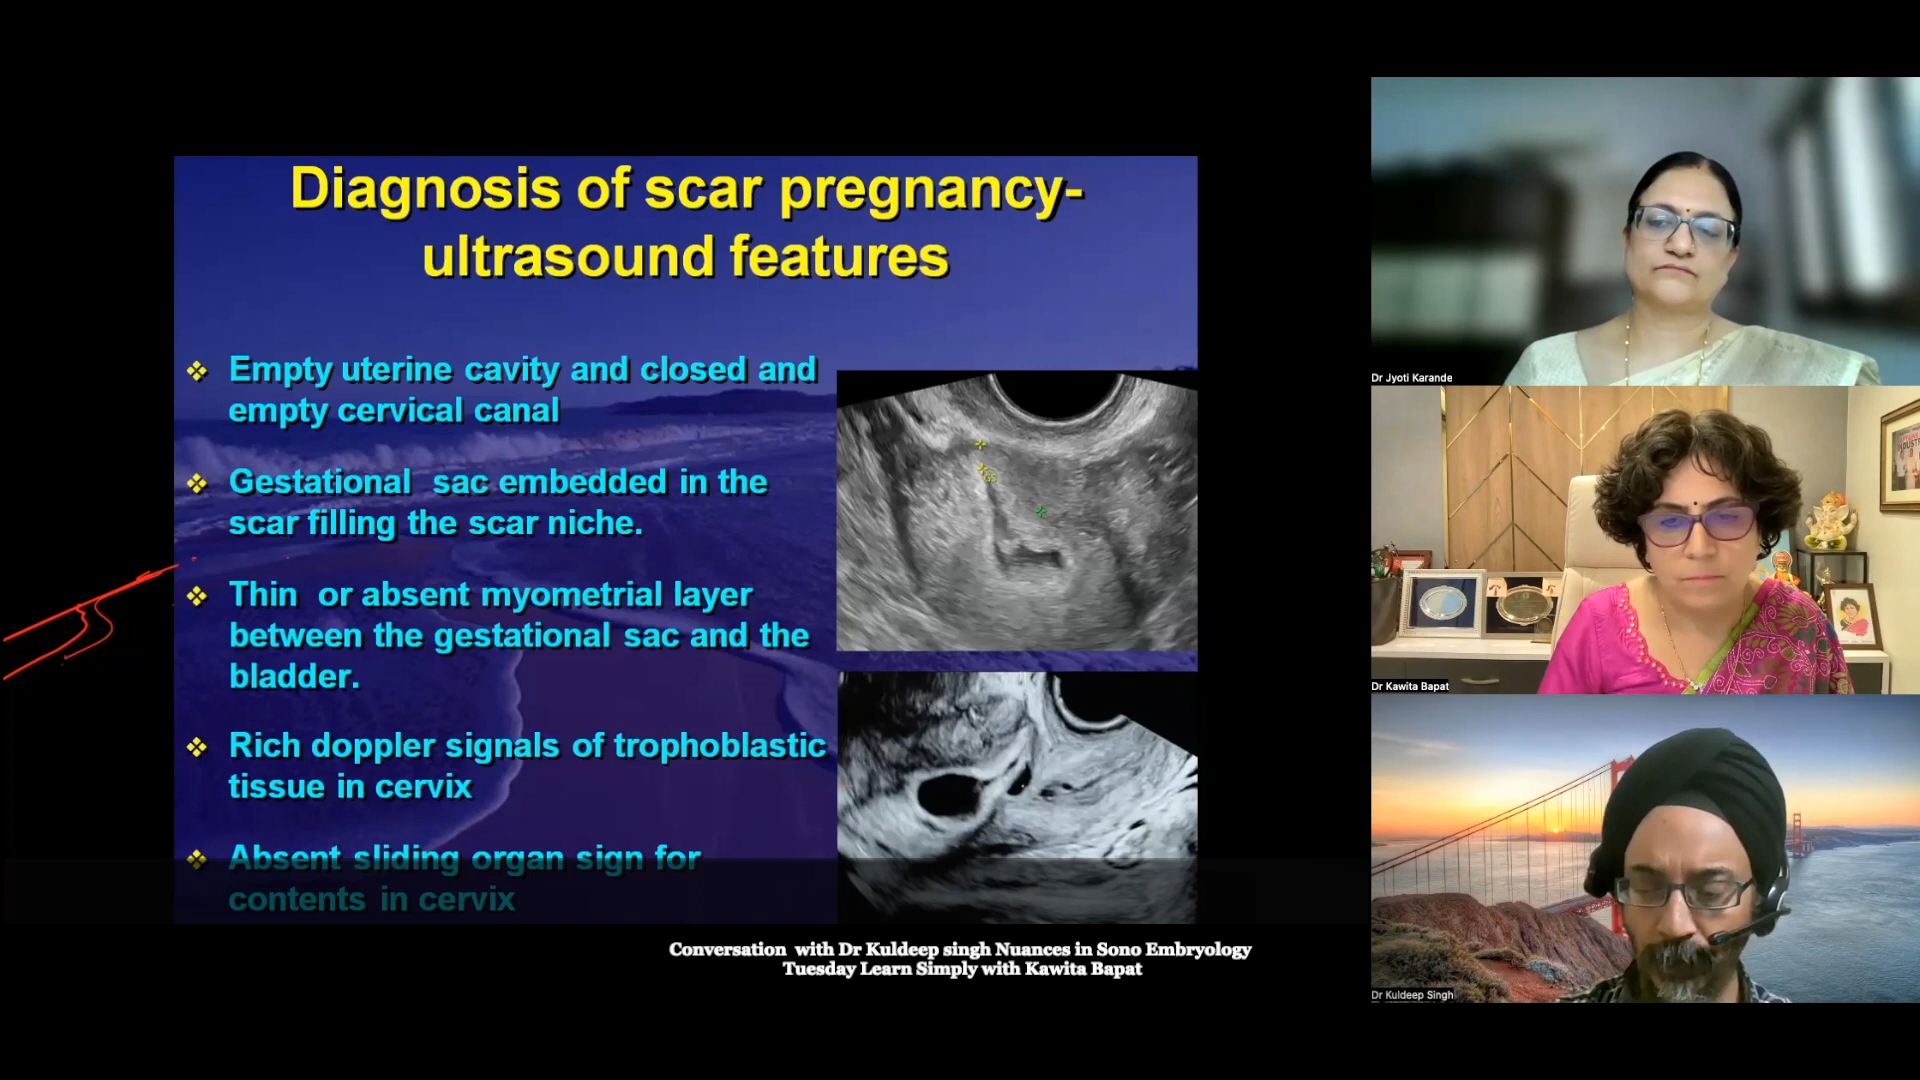 Diagnosis of scar pregnancy-
ultrasound features
Empty uterine cavity and closed and
empty cervical canal
Gestational sac embedded in the
scar filling the scar niche.
Thin or absent myometrial layer
between the gestational sac and the
bladder.
Rich doppler signals of trophoblastic
tissue in cervix
Absent sliding organ sign for
contents in cervix
GS
Dr Jyoti Karande
Dr Kawita Bapat
Dr Kuldeep Singh
Conversation with Dr Kuldeep singh Nuances in Sono Embryology
Tuesday Learn Simply with Kawita Bapat